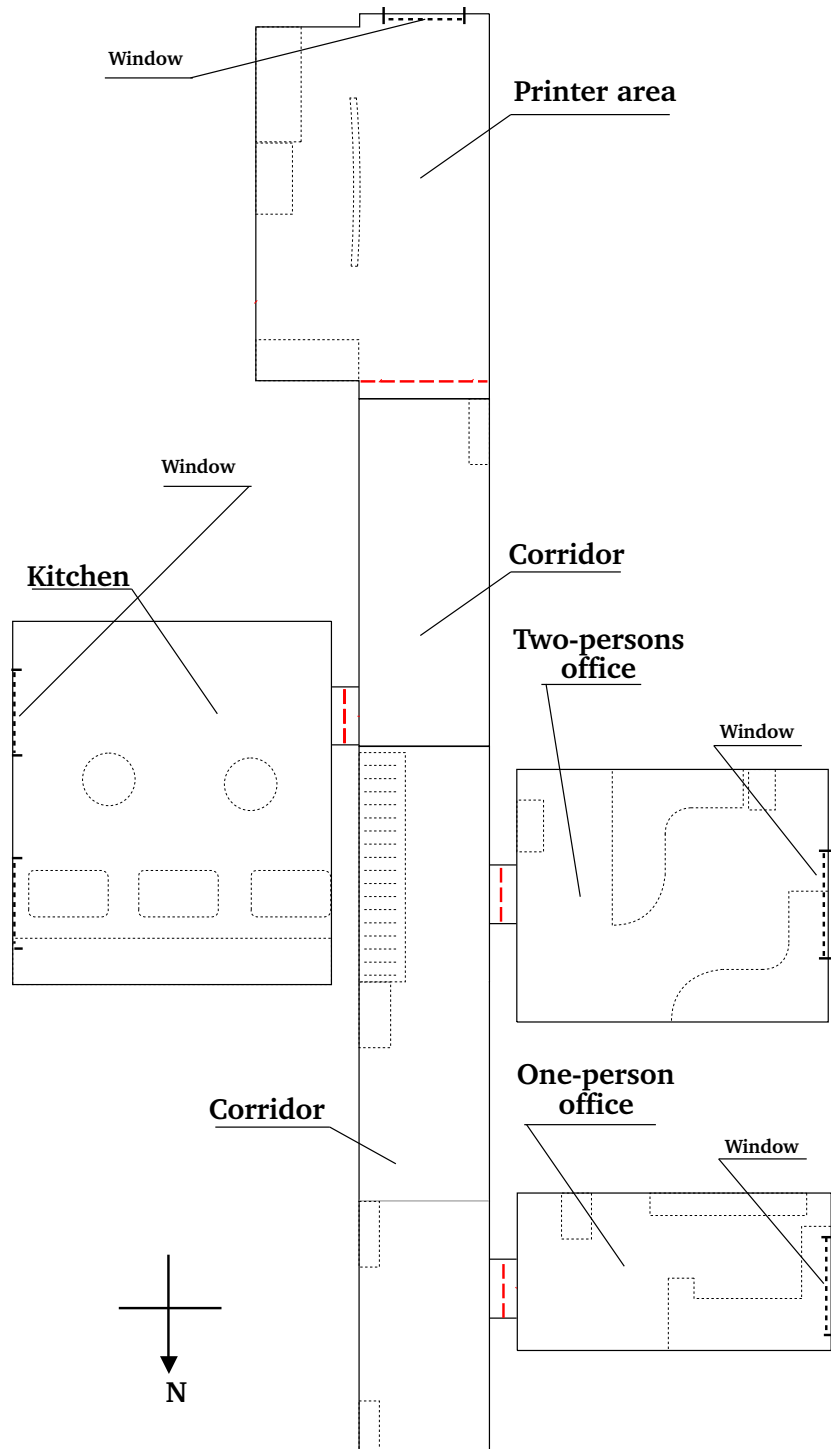 Window
Printer area
Window
Corridor
Kitchen
Two-persons
office
Window
One-person
office
Corridor
Window
N